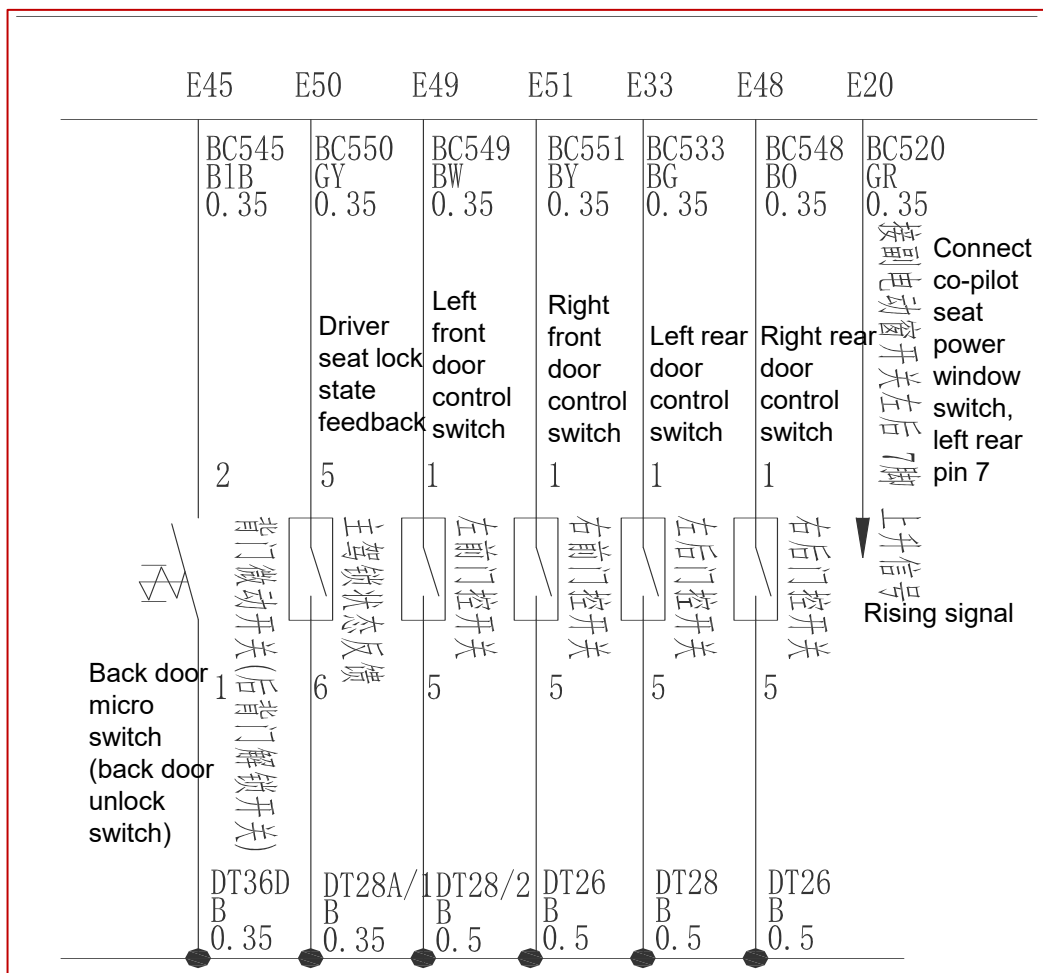 E45
E50
E49
E51
E33
E48
E20
BC545
B1B
0.35
BC550
GY
0.35
BC549
BW
0.35
BC551
BY
0.35
BC533
BG
0.35
BC548
BO
0.35
BC520
GR
0.35
接副电动窗开关左后7脚
Connect
co-pilot
seat
power
window
switch,
left rear
pin 7
Driver
seat lock
state
feedback
Left
front
door
control
switch
Right
front
door
control
switch
Left rear
door
control
switch
Right rear
door
control
switch
2
5
1
1
1
1
背门微动开关(后背门解锁开关)
主驾锁状态反馈
左前门控开关
右前门控开关
左后门控开关
右后门控开关
上升信号
Rising signal
Back door
micro
switch
(back door
unlock
switch)
1
6
5
5
5
5
DT36D
B
0.35
DT28A/1
B
0.35
DT28/2
B
0.5
DT26
B
0.5
DT28
B
0.5
DT26
B
0.5